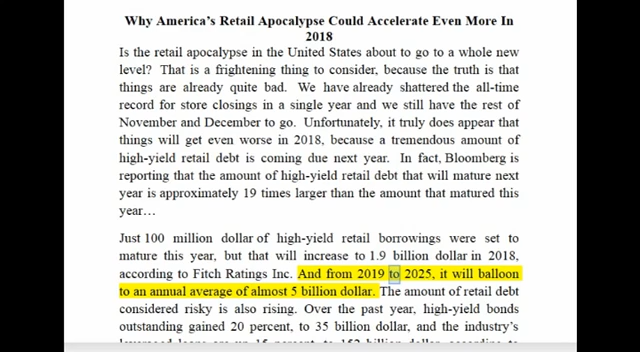 Why America's Retail Apocalypse Could Accelerate Even More In
2018
Is the retail apocalypse in the United States about to go to a whole new
level? That is a frightening thing to consider, because the truth is that
things are already quite bad. We have already shattered the all-time
record for store closings in a single year and we still have the rest of
November and December to go. Unfortunately, it truly does appear that
things will get even worse in 2018, because a tremendous amount of
high-yield retail debt is coming due next year. In fact, Bloomberg is
reporting that the amount of high-yield retail debt that will mature next
year is approximately 19 times larger than the amount that matured this
year…
Just 100 million dollar of high-yield retail borrowings were set to
mature this year, but that will increase to 1.9 billion dollar in 2018,
according to Fitch Ratings Inc. And from 2019 to 2025, it will balloon
to an annual average of almost 5 billion dollar. The amount of retail debt
considered risky is also rising. Over the past year, high-yield bonds
outstanding gained 20 percent, to 35 billion dollar, and the industry's